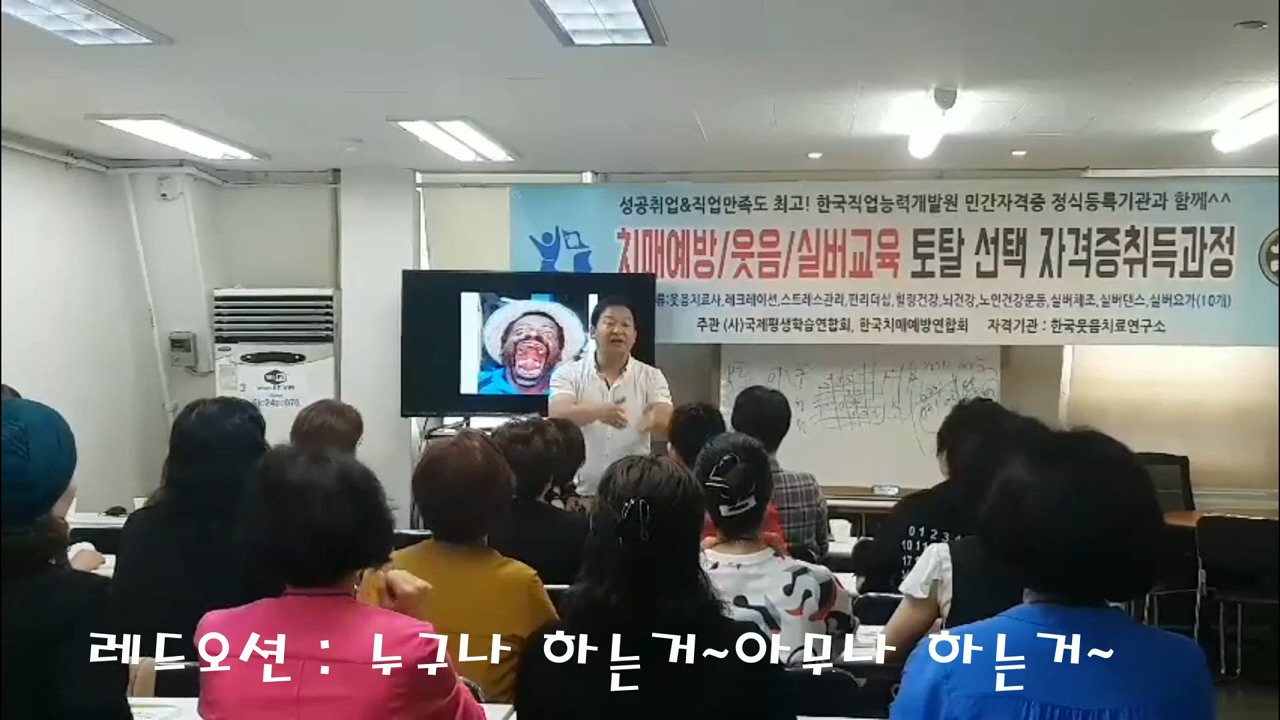 성공취업&직업만족도 최고! 한국직업능력개발원 민간자격증 정식등록기관과 함께^^
치매예방/웃음/실버교육 토탈 선택 자격증취득과정
류:웃음치료사,레크레이션,스트레스관리,펀리더십,힐링건강,뇌건강,노인건강운동,실버체조,실버댄스,실버요가(10개)
주관 (사)국제평생학습연합회, 한국치매예방연합회 자격기관 : 한국웃음치료연구소
0 1 2 3
레드오션 : 누구나 하는거~아무나 하는거~